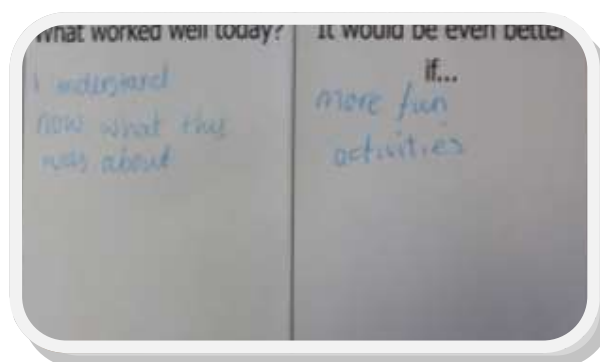 What worked well today?
I understand
now what this
was about
It would be even better
if...
more fun
activities